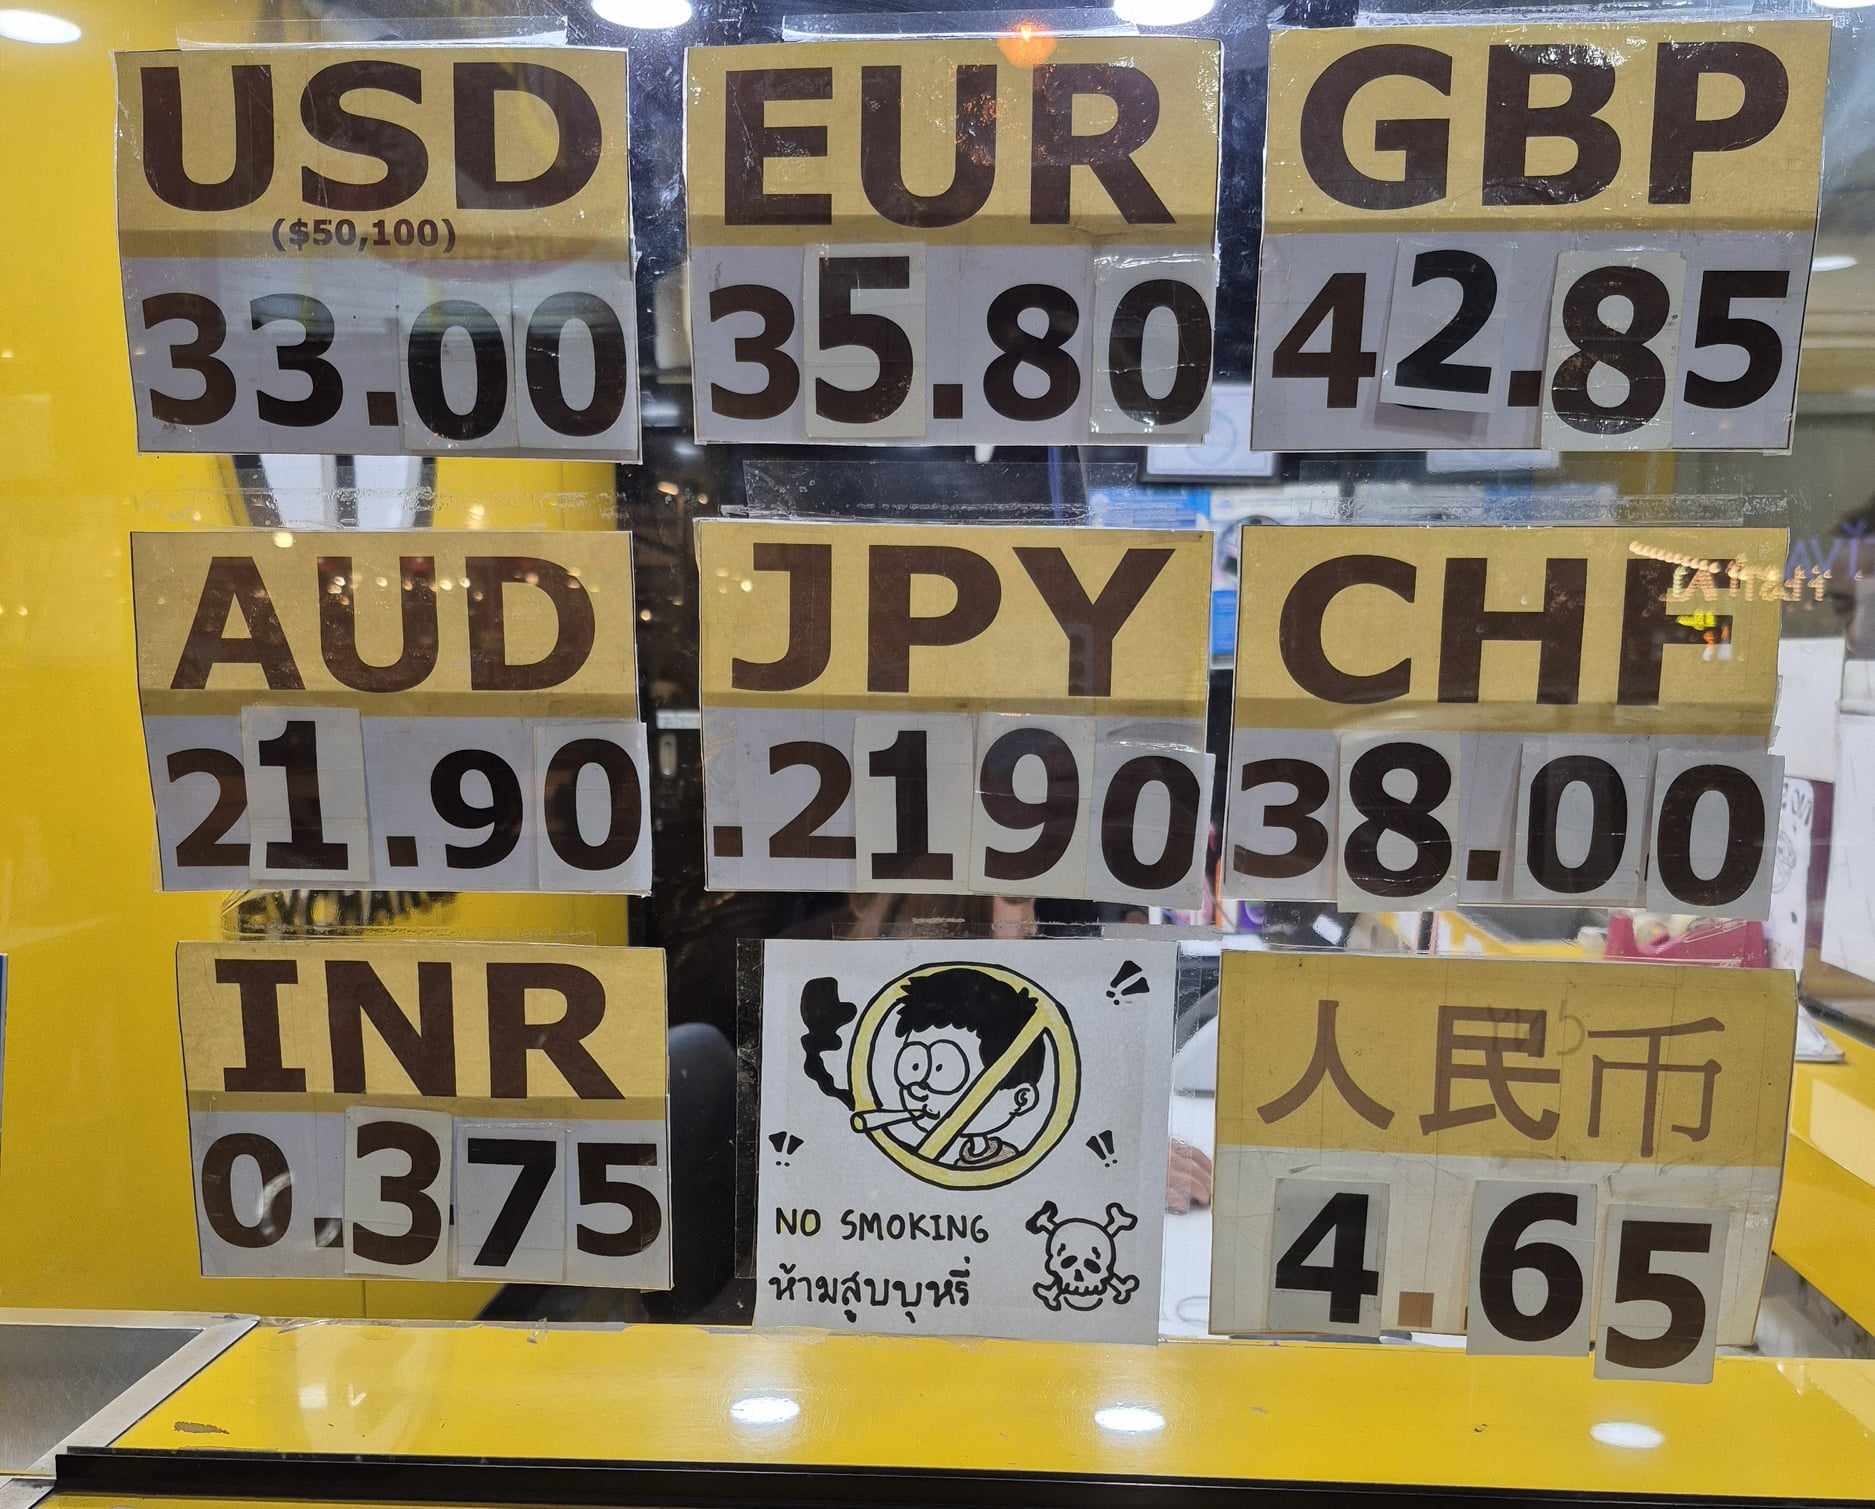 USD
($50,100)
33.00
EUR
35.80
GBP
42.85
AUD
21.90
JPY
.2190
CHF
38.00
INR
0.375
NO SMOKING
ห้ามสูบบุหรี่
人民币
4.65